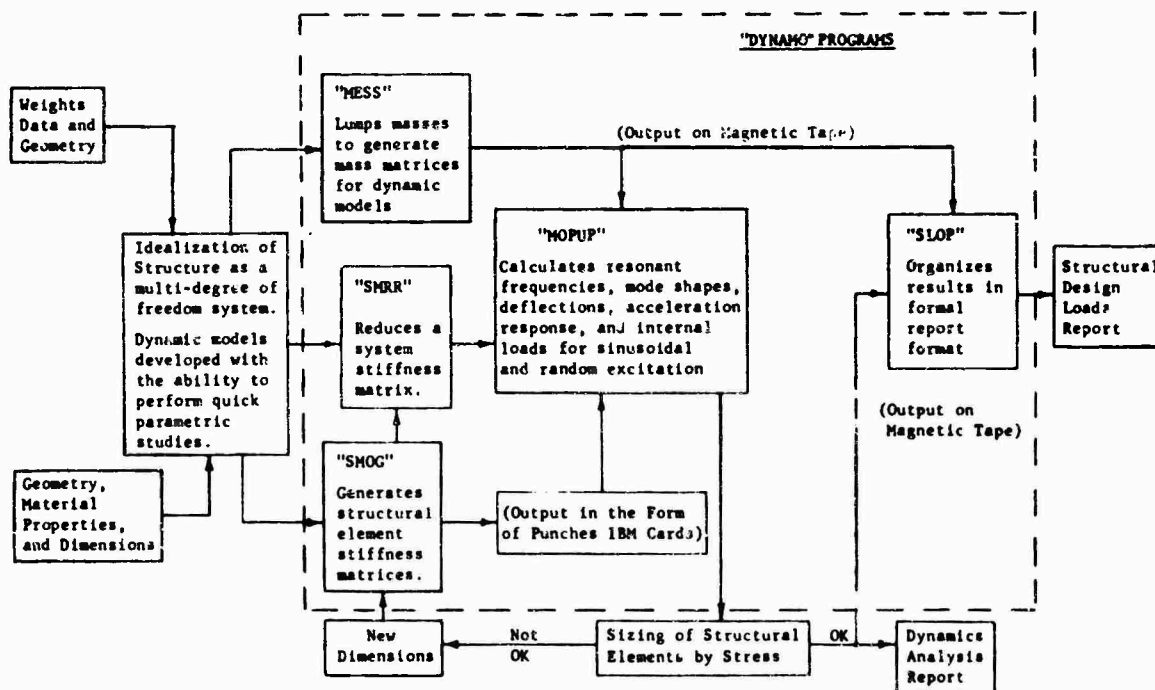 "DYNAMO" PROGRAMS
Weights
Data and
Geometry
"MESS"
Lumps masses
to generate
mass matrices
for dynamic
models
(Output on Magnetic Tape)
Idealization of
Structure as a
multi-degree of
freedom system.
Dynamic models
developed with
the ability to
perform quick
parametric
studies.
"SMRR"
Reduces a
system
stiffness
matrix.
"MOPUP"
Calculates resonant
frequencies, mode shapes,
deflections, acceleration
response, and internal
loads for sinusoidal
and random excitation
"SLOP"
Organizes
results in
formal
report
format
Structural
Design
Loads
Report
(Output on
Magnetic Tape)
Geometry,
Material
Properties,
and Dimensions
"SMOG"
Generates
structural
element
stiffness
matrices.
(Output in the Form
of Punches IBM Cards)
New
Dimensions
Not
OK
Sizing of Structural
Elements by Stress
OK
Dynamics
Analysis
Report